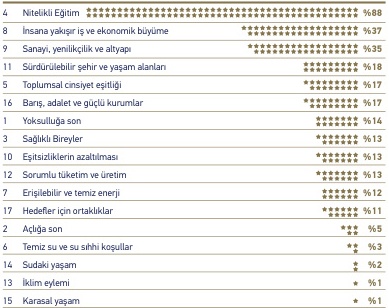 4 Nitelikli Eğitim %88
8 İnsana yakışır iş ve ekonomik büyüme %37
9 Sanayi, yenilikçilik ve altyapı %35
11 Sürdürülebilir şehir ve yaşam alanları %18
5 Toplumsal cinsiyet eşitliği %17
16 Barış, adalet ve güçlü kurumlar %17
1 Yoksulluğa son %14
3 Sağlıklı Bireyler %13
10 Eşitsizliklerin azaltılması %13
12 Sorumlu tüketim ve üretim %13
7 Erişilebilir ve temiz enerji %12
17 Hedefler için ortaklıklar %11
2 Açlığa son %5
6 Temiz su ve su sıhhi koşullar %3
14 Sudaki yaşam %2
13 İklim eylemi %1
15 Karasal yaşam %1